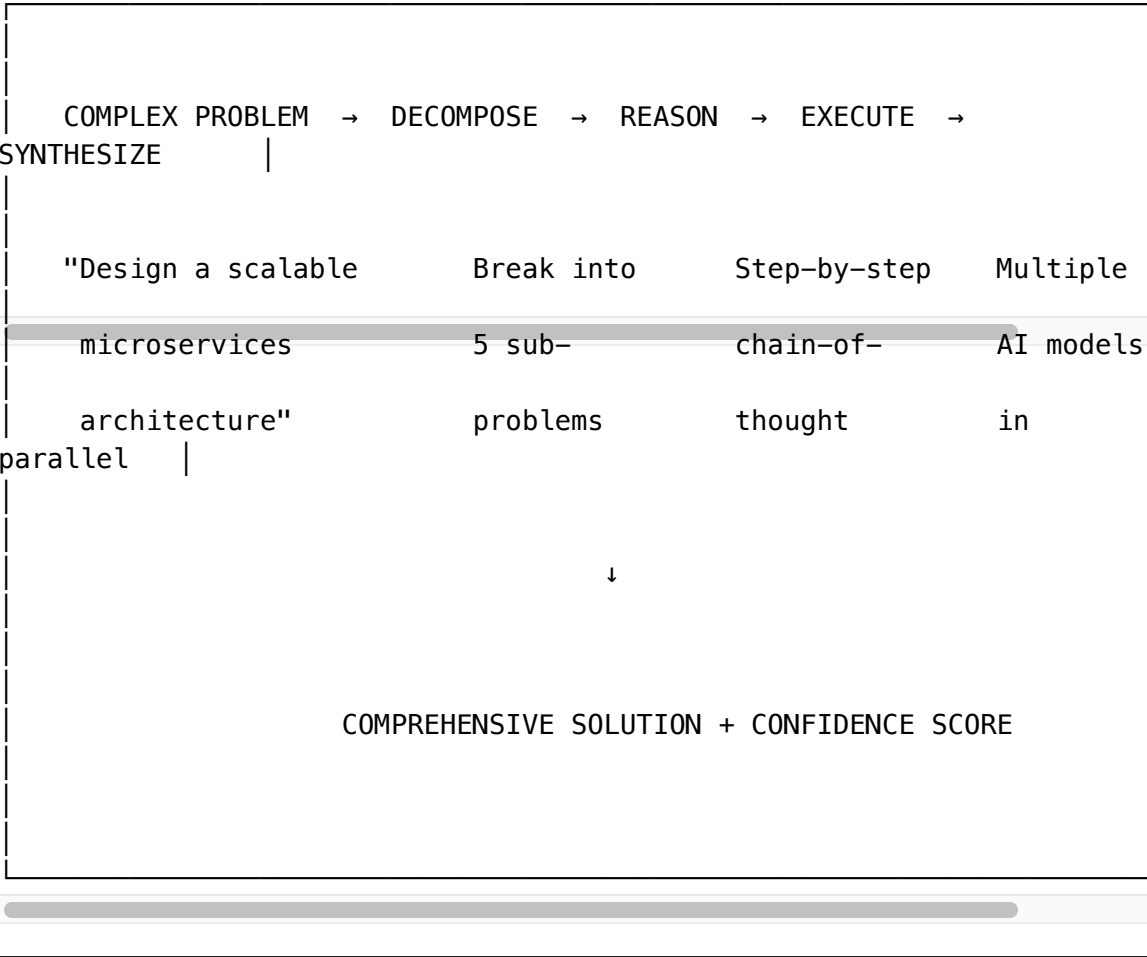 COMPLEX PROBLEM → DECOMPOSE → REASON → EXECUTE →
SYNTHESIZE
"Design a scalable Break into Step-by-step Multiple
microservices 5 sub- chain-of- AI models
architecture" problems thought in
parallel
↓
COMPREHENSIVE SOLUTION + CONFIDENCE SCORE